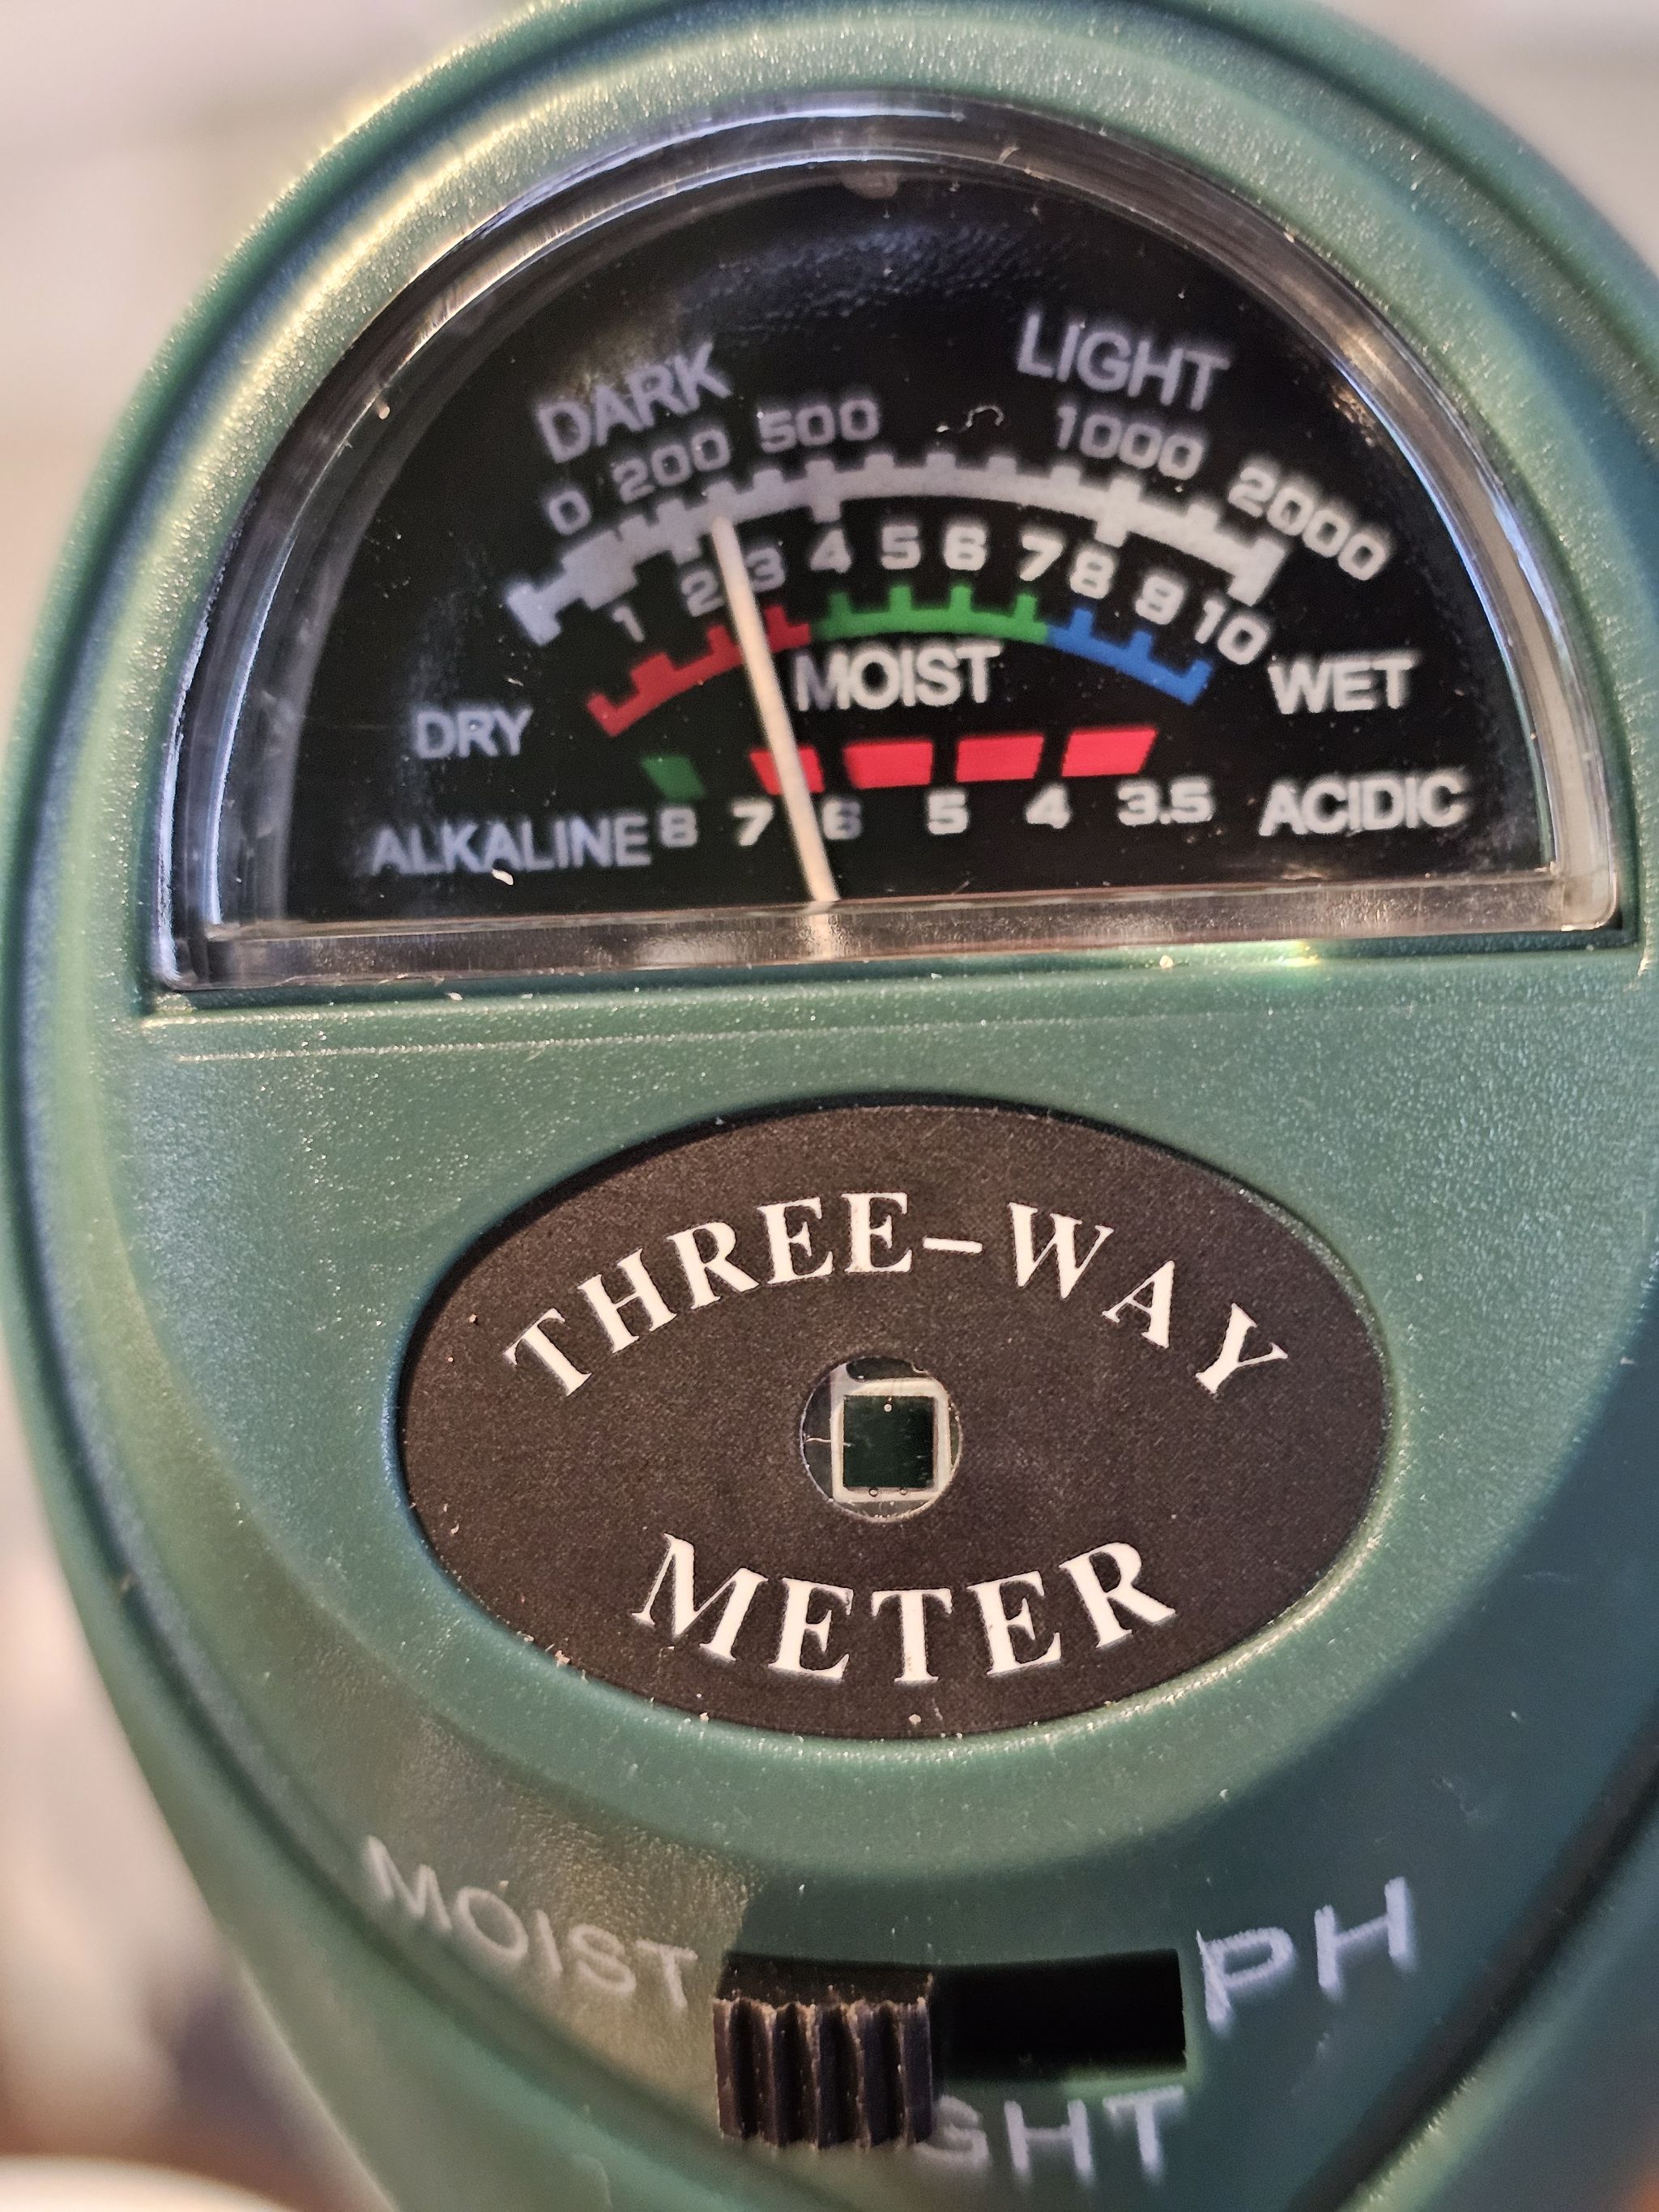 DARK LIGHT
0 200 500 1000 2000
1 2 3 4 5 6 7 8 9 10
DRY MOIST WET
ALKALINE 8 7 6 5 4 3.5 ACIDIC
THREE-WAY
METER
MOIST PH
GHT